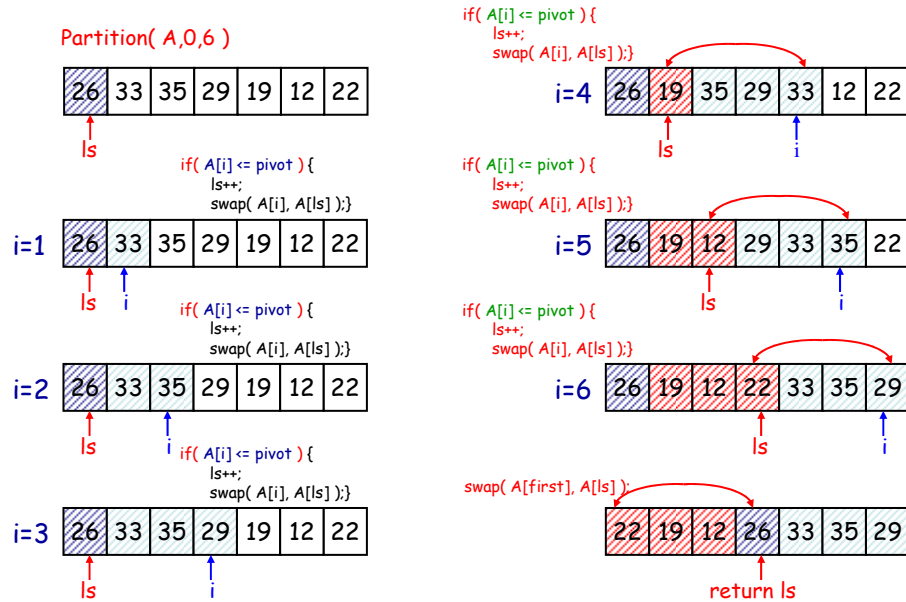 Partition( A,0,6 )
26 33 35 29 19 12 22
ls
if( A[i] <= pivot ) {
ls++;
swap( A[i], A[ls] );}
i=1 26 33 35 29 19 12 22
ls i
if( A[i] <= pivot ) {
ls++;
swap( A[i], A[ls] );}
i=2 26 33 35 29 19 12 22
ls i
if( A[i] <= pivot ) {
ls++;
swap( A[i], A[ls] );}
i=3 26 33 35 29 19 12 22
ls i
if( A[i] <= pivot ) {
ls++;
swap( A[i], A[ls] );}
i=4 26 19 35 29 33 12 22
ls i
if( A[i] <= pivot ) {
ls++;
swap( A[i], A[ls] );}
i=5 26 19 12 29 33 35 22
ls i
if( A[i] <= pivot ) {
ls++;
swap( A[i], A[ls] );}
i=6 26 19 12 22 33 35 29
ls i
swap( A[first], A[ls] );
22 19 12 26 33 35 29
return ls